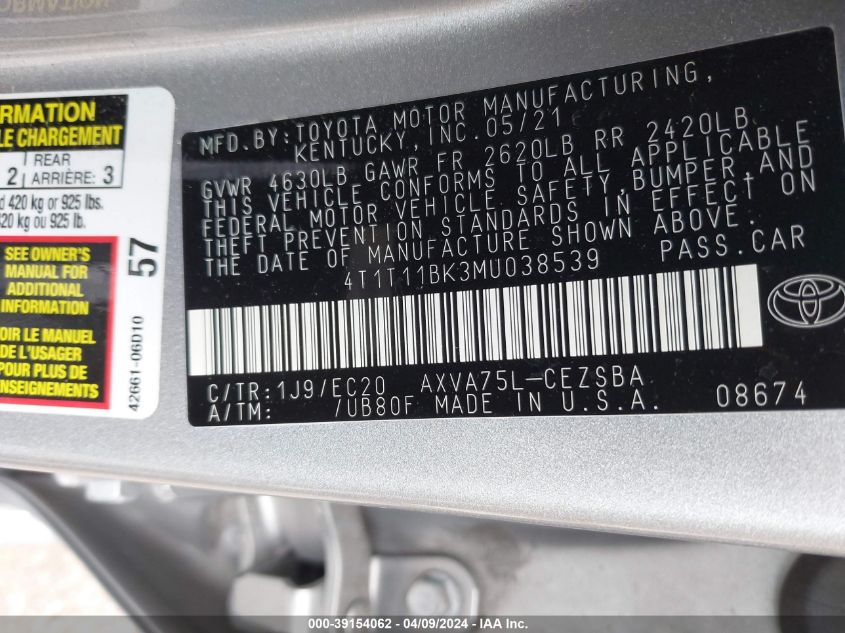 RMATION
LE CHARGEMENT
REAR
2 ARRIÈRE: 3
d 420 kg or 925 lbs.
420 kg ou 925 lb.
SEE OWNER'S
MANUAL FOR
ADDITIONAL
INFORMATION
OIR LE MANUEL
DE L'USAGER
POUR PLUS DE
57
42661-06D10
MFD.BY:TOYOTA MOTOR MANUFACTURING,
KENTUCKY, INC.05/21
GVWR 4630LB GAWR FR 2620LB RR 2420LB
THIS VEHICLE CONFORMS TO ALL APPLICABLE
FEDERAL MOTOR VEHICLE SAFETY,BUMPER,AND
THEFT PREVENTION STANDARDS IN EFFECT ON
THE DATE OF MANUFACTURE SHOWN ABOVE.
4T1T11BK3MU038539 PASS.CAR
C/TR:1J9/EC20 AXVA75L-CEZSBA
A/TM: /UB80F MADE IN U.S.A. 08674
000-39154062 - 04/09/2024 - © IAA Inc.